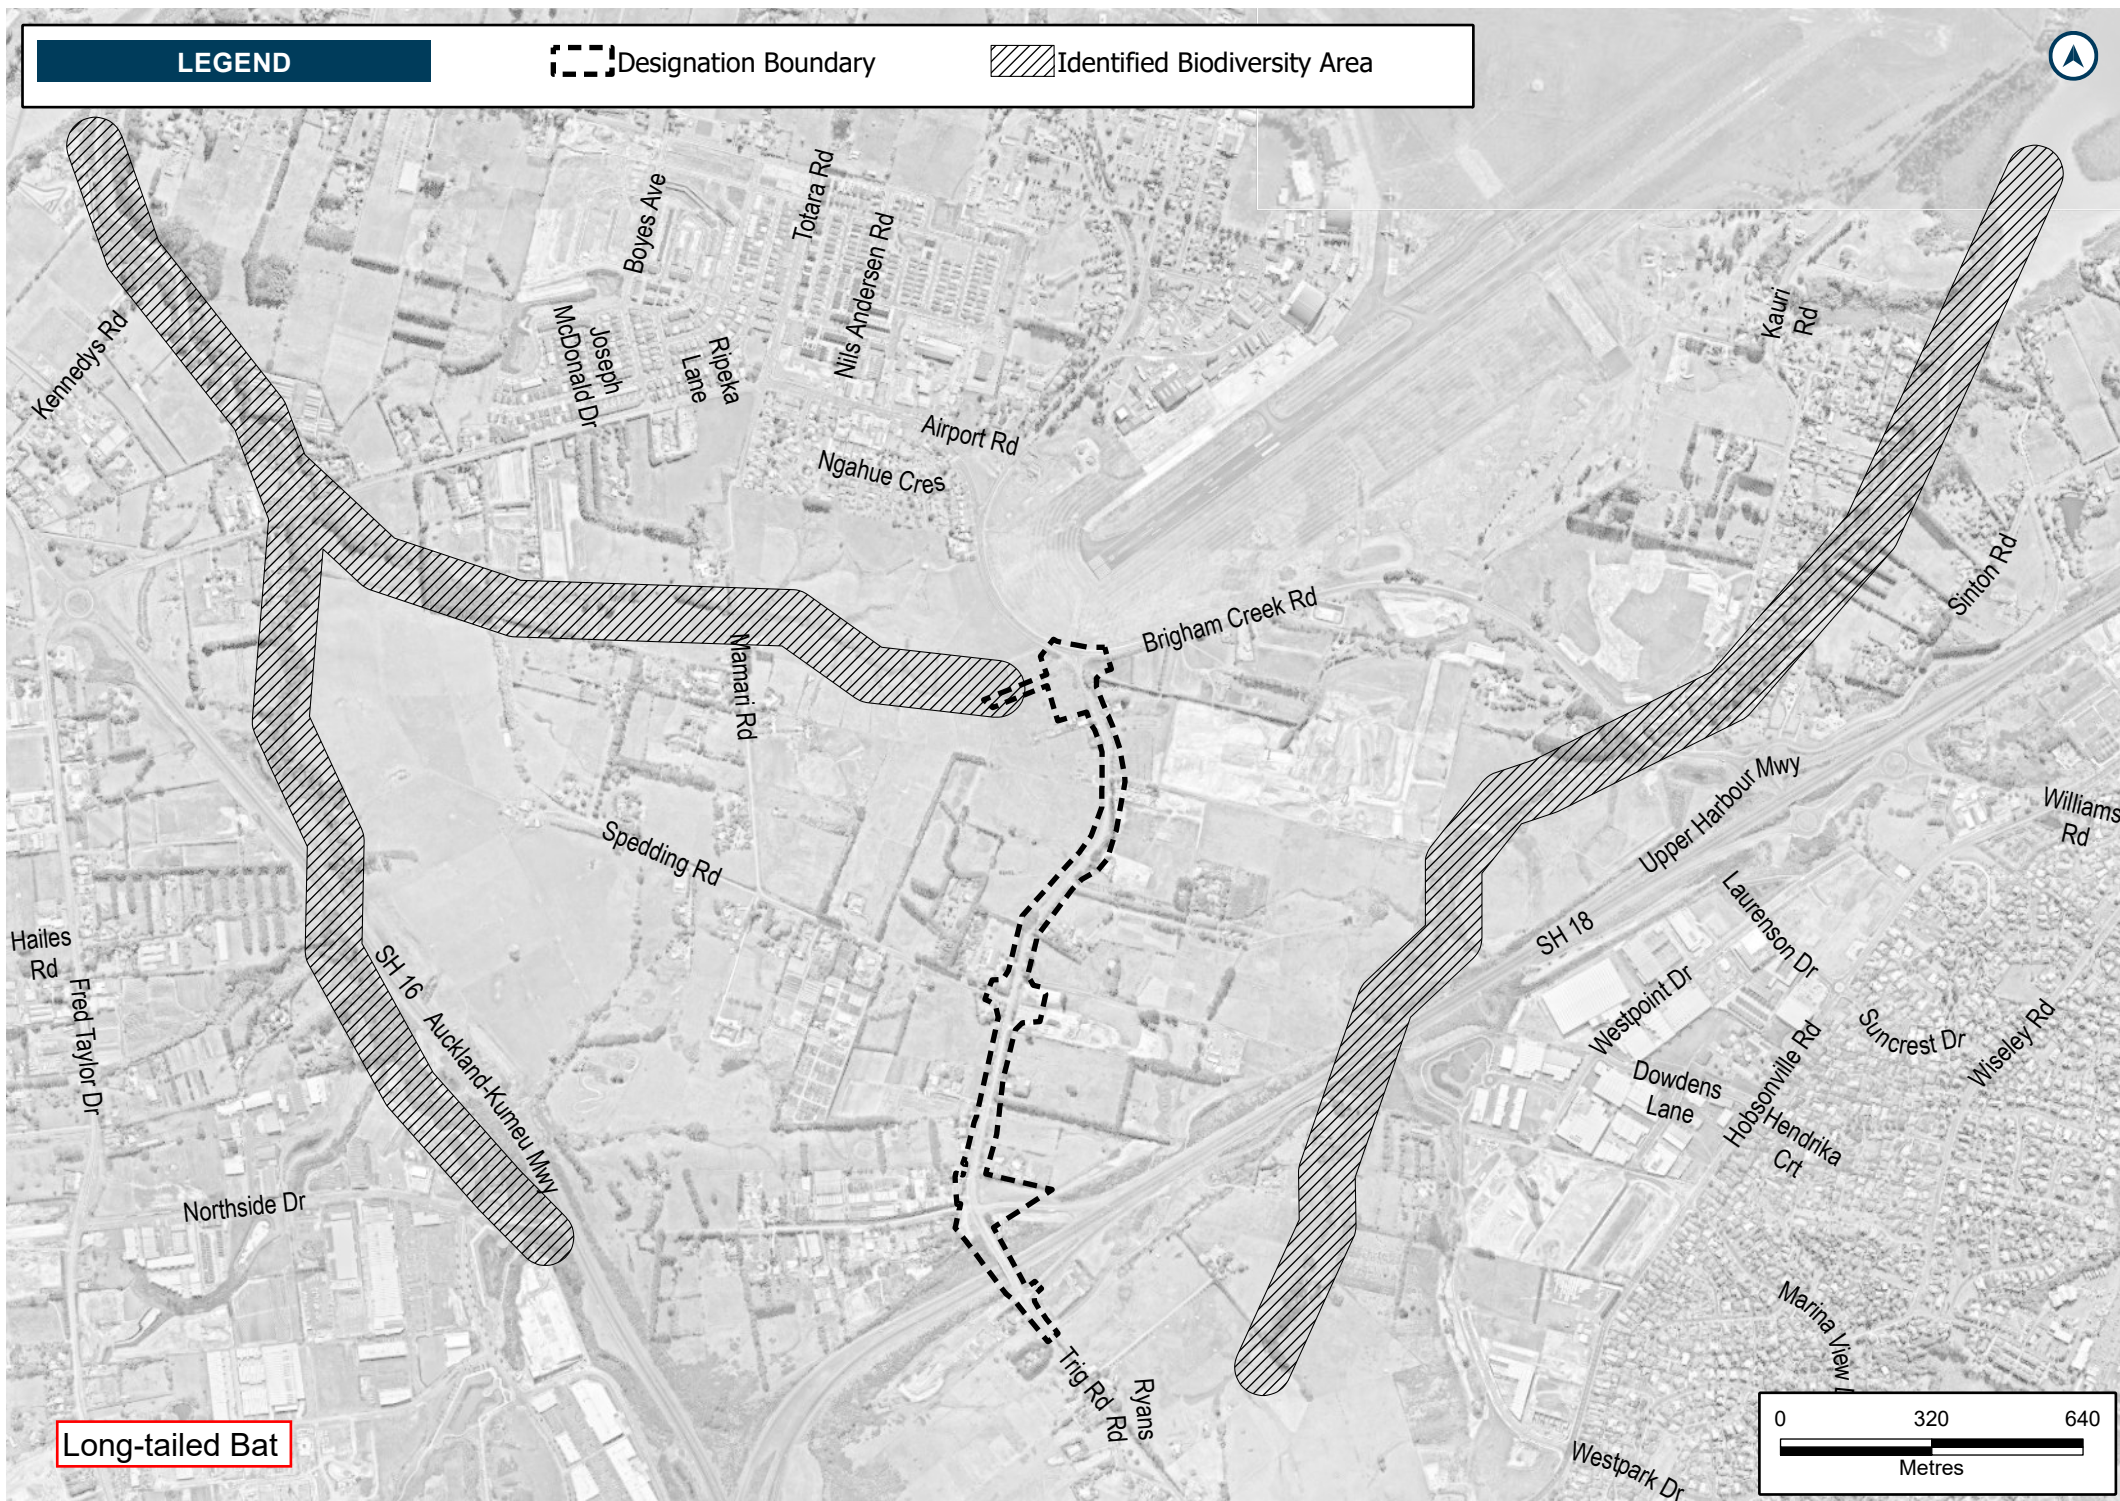 LEGEND
Designation Boundary
Identified Biodiversity Area
Boyes Ave
Totara Rd
Nils Andersen Rd
Kauri
Rd
Kennedys Rd
Joseph
McDonald Dr
Ripeka
Lane
Airport Rd
Ngahue Cres
Sinton Rd
Brigham Creek Rd
Mamari Rd
Upper Harbour Mwy
Williams
Rd
Spedding Rd
Laurenson Dr
Hailes
Rd
SH 18
SH 16
Fred Taylor Dr
Auckland-Kumeu Mwy
Westpoint Dr
Suncrest Dr
Wiseley Rd
Dowdens
Lane
Hobsonville Rd
Hendrika
Crt
Northside Dr
Marina View
Trig Rd
Ryans
Rd
Westpark Dr
Long-tailed Bat
0 320 640
Metres